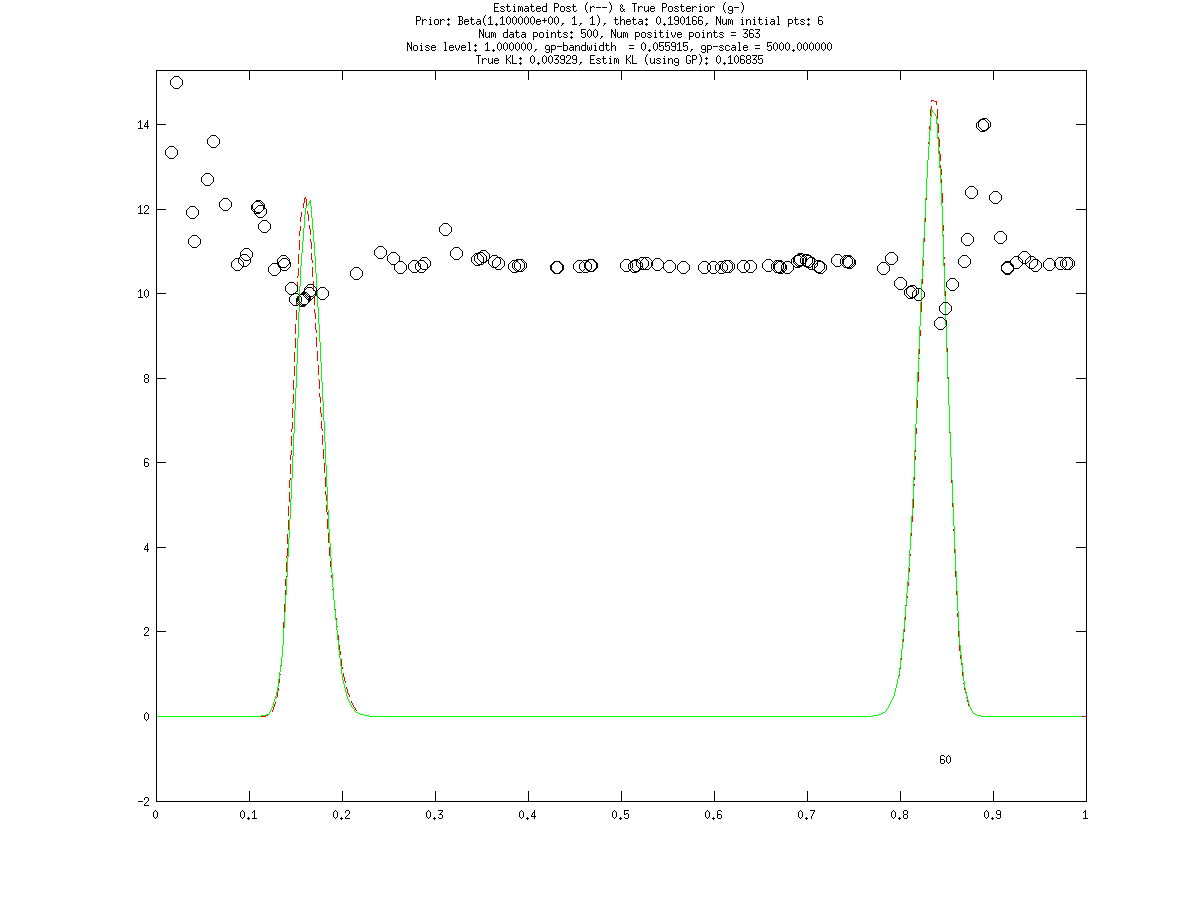 Estimated Post (r--) & True Posterior (g-)
Prior: Beta(1.100000e+00, 1, 1), theta: 0.190166, Num initial pts: 6
Num data points: 500, Num positive points = 363
Noise level: 1.000000, gp-bandwidth  = 0.055915, gp-scale = 5000.000000
True KL: 0.003929, Estim KL (using GP): 0.106835
14
12
10
8
6
4
2
0
60
-2
0 0.1 0.2 0.3 0.4 0.5 0.6 0.7 0.8 0.9 1